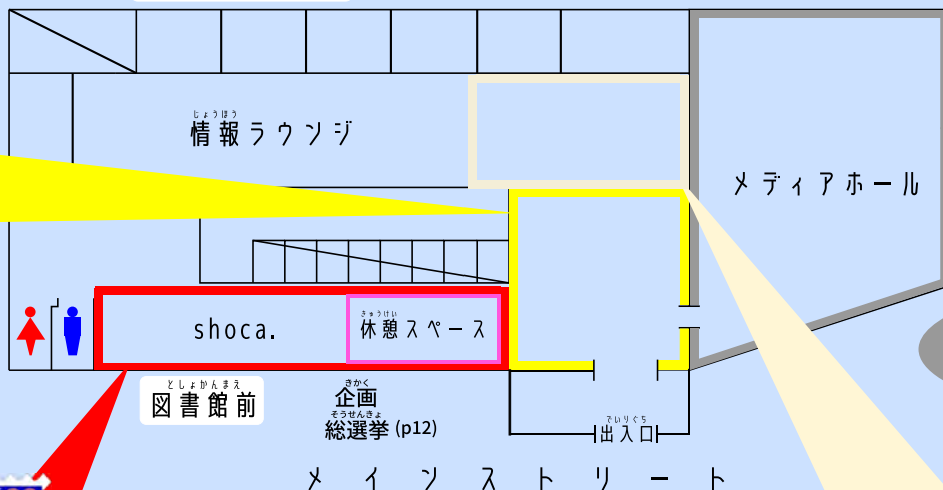 じょうほう
情報ラウンジ
メディアホール
shoca.
きゅうけい
休憩スペース
としょかんまえ
図書館前
きかく
企画
そうせんきょ
総選挙 (p12)
でいりぐち
出入口
メインストリート